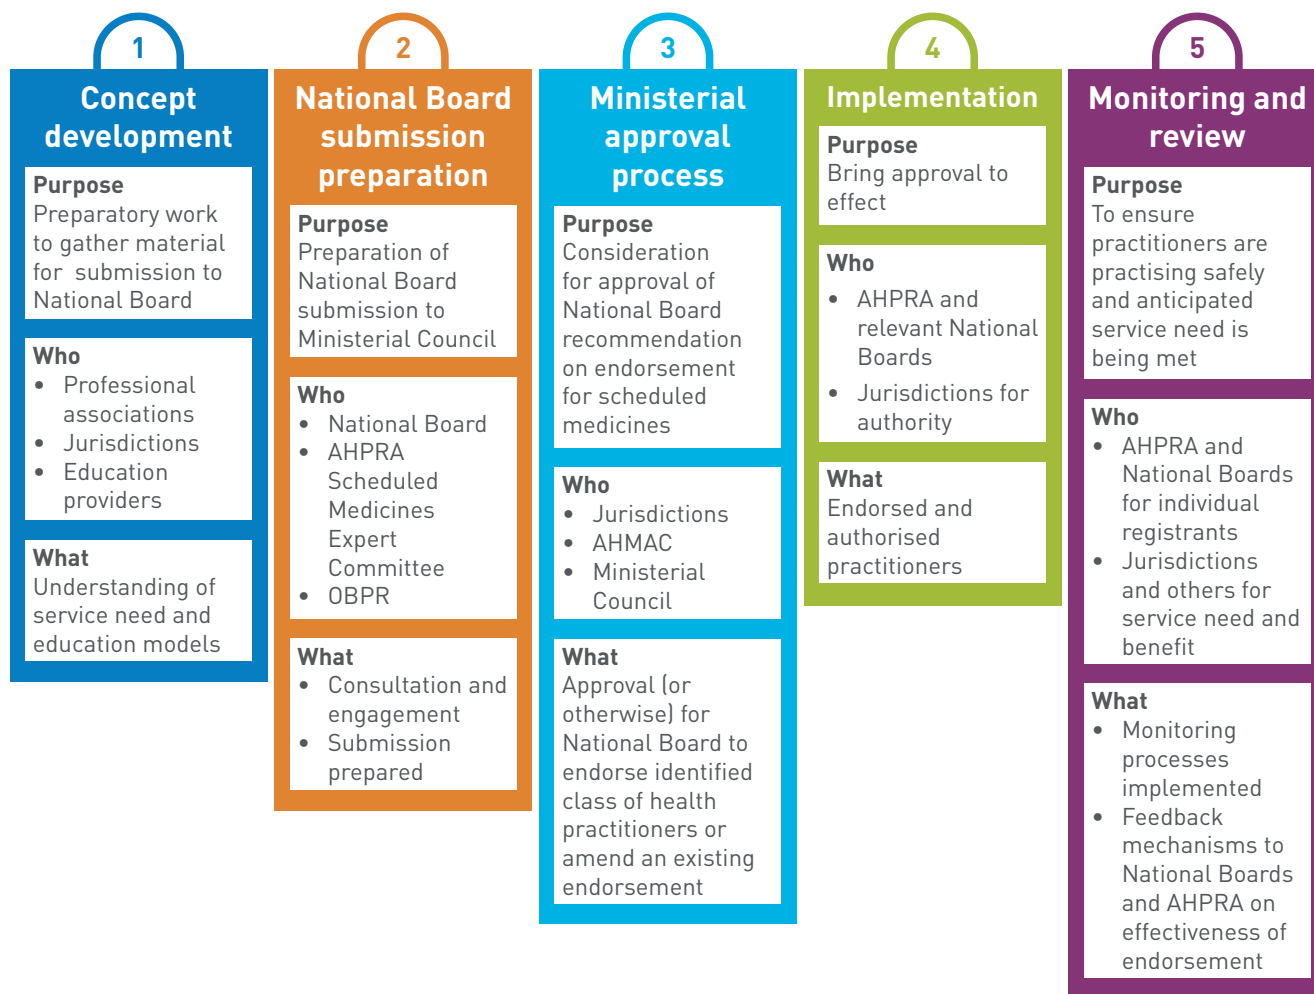 1
Concept
development
Purpose
Preparatory work
to gather material
for submission to
National Board
Who
• Professional
associations
• Jurisdictions
• Education
providers
What
Understanding of
service need and
education models
2
National Board
submission
preparation
Purpose
Preparation of
National Board
submission to
Ministerial Council
Who
• National Board
• AHPRA
Scheduled
Medicines
Expert
Committee
• OBPR
What
• Consultation and
engagement
• Submission
prepared
3
Ministerial
approval
process
Purpose
Consideration
for approval of
National Board
recommendation
on endorsement
for scheduled
medicines
Who
• Jurisdictions
• AHMAC
• Ministerial
Council
What
Approval (or
otherwise) for
National Board to
endorse identified
class of health
practitioners or
amend an existing
endorsement
4
Implementation
Purpose
Bring approval to
effect
Who
• AHPRA and
relevant National
Boards
• Jurisdictions for
authority
What
Endorsed and
authorised
practitioners
5
Monitoring and
review
Purpose
To ensure
practitioners are
practising safely
and anticipated
service need is
being met
Who
• AHPRA and
National Boards
for individual
registrants
• Jurisdictions
and others for
service need and
benefit
What
• Monitoring
processes
implemented
• Feedback
mechanisms to
National Boards
and AHPRA on
effectiveness of
endorsement